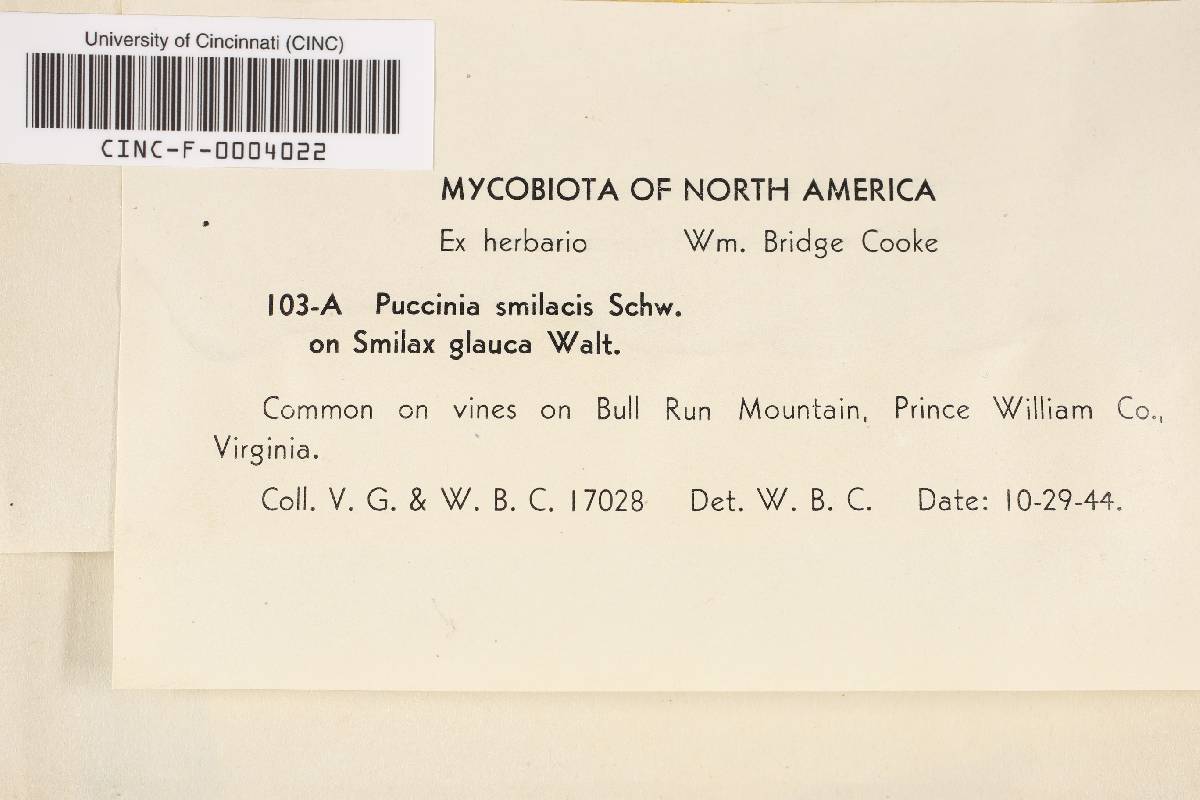 University of Cincinnati (CINC)
CINC-F-0004022
MYCOBIOTA OF NORTH AMERICA
Ex herbario Wm. Bridge Cooke
103-A Puccinia smilacis Schw.
on Smilax glauca Walt.
Common on vines on Bull Run Mountain, Prince William Co.,
Virginia.
Coll. V. G. & W. B. C. 17028 Det. W. B. C. Date: 10-29-44.